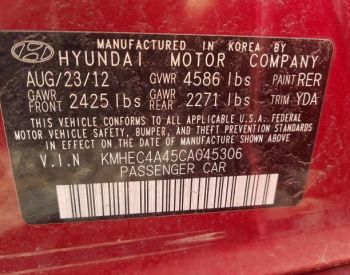 MANUFACTURED IN KOREA BY
HYUNDAI MOTOR COMPANY
AUG/23/12 GVWR 4586 lbs PAINT RER
GAWR FRONT 2425 lbs GAWR REAR 2271 lbs TRIM YDA
THIS VEHICLE CONFORMS TO ALL APPLICABLE U.S.A FEDERAL
MOTOR VEHICLE SAFETY, BUMPER, AND THEFT PREVENTION
STANDARDS IN EFFECT ON THE DATE OF MANUFACTURE
SHOWN ABOVE
V.I.N KMHEC4A45CA045306
PASSENGER CAR